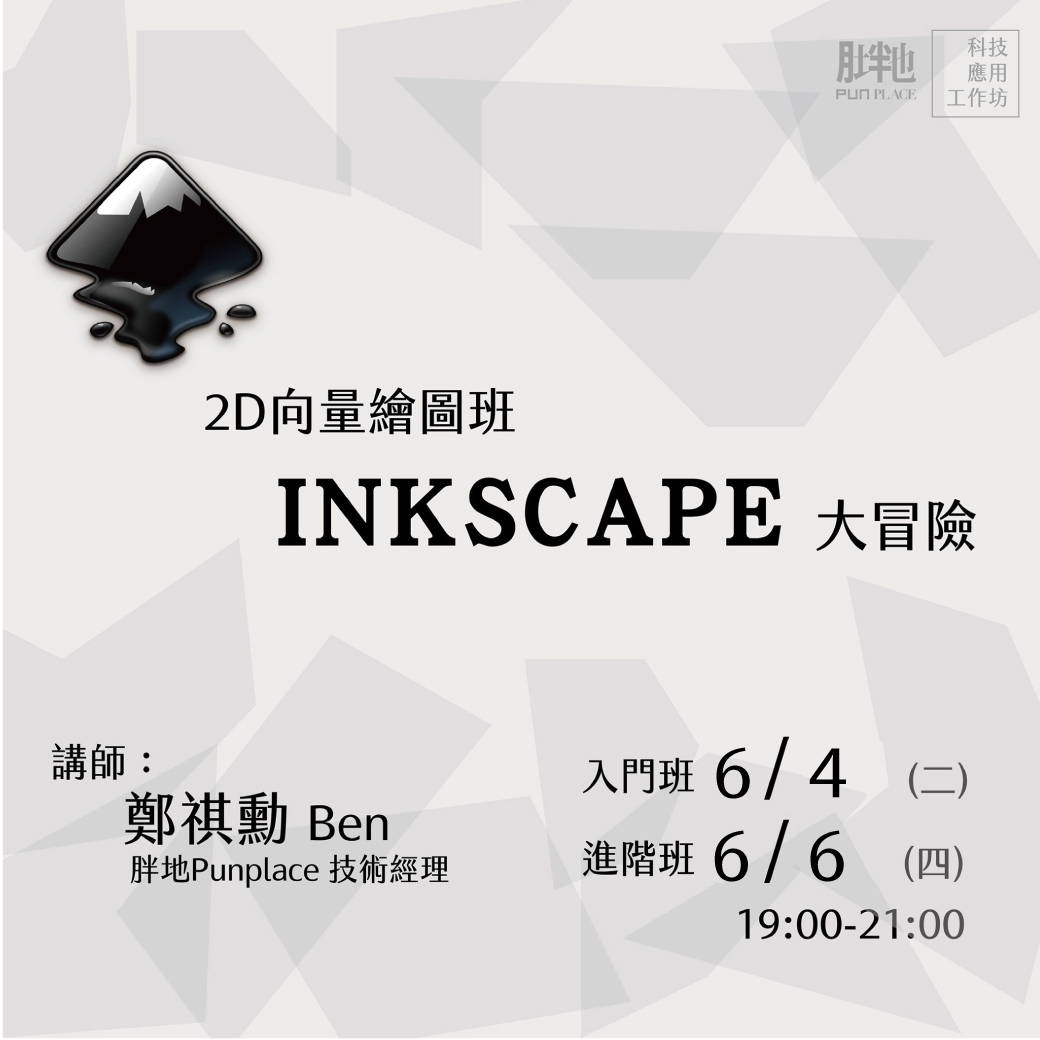 胖地
PUN PLACE
科技
應用
工作坊
2D向量繪圖班
INKSCAPE 大冒險
講師：
鄭祺勳 Ben
胖地Punplace 技術經理
入門班 6/4 (二)
進階班 6/6 (四)
19:00-21:00